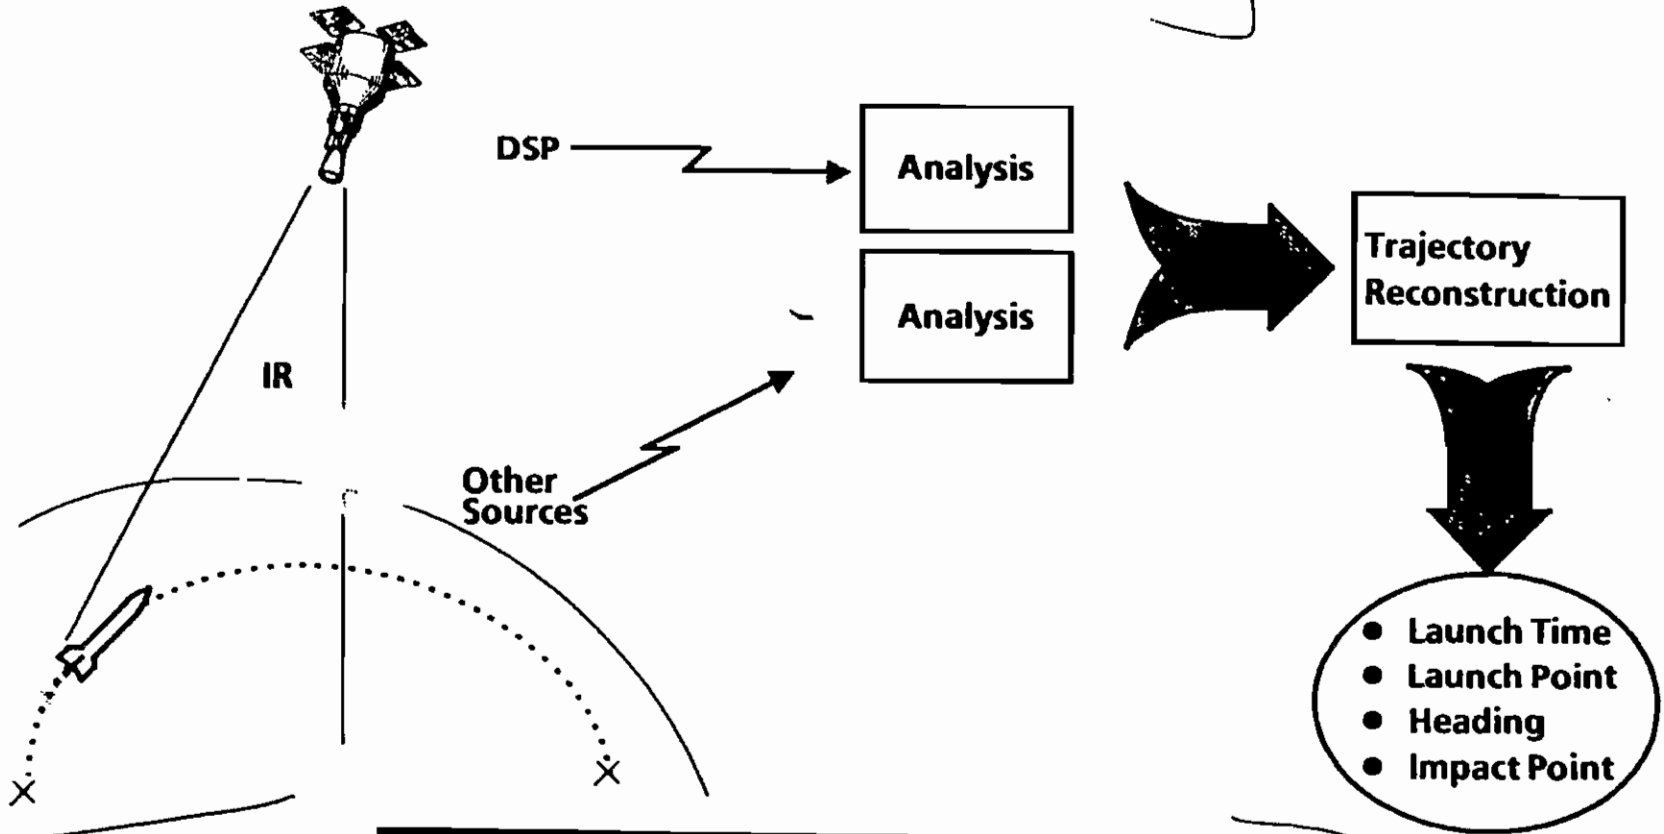 DSP
Analysis
Analysis
Trajectory
Reconstruction
IR
Other
Sources
● Launch Time
● Launch Point
● Heading
● Impact Point